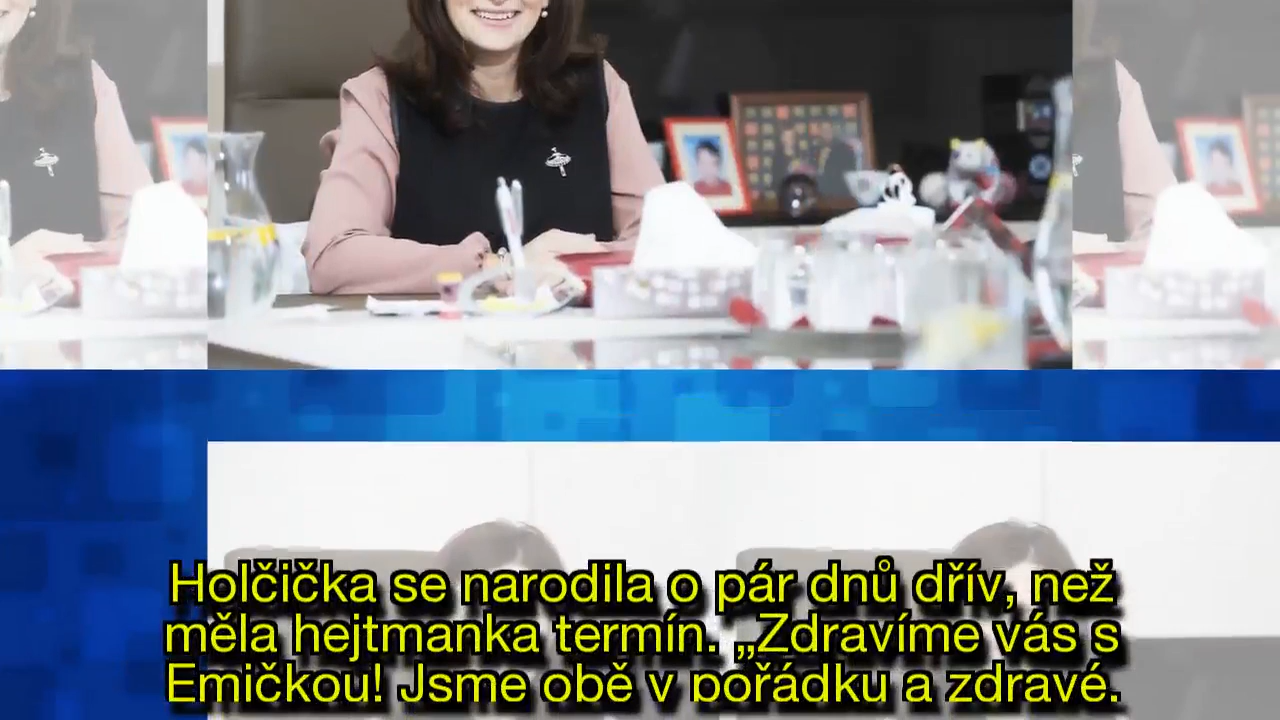 Holčička se narodila o pár dnů dřív, než
měla hejtmanka termín. „Zdravíme vás s
Emičkou! Jsme obě v pořádku a zdravé.